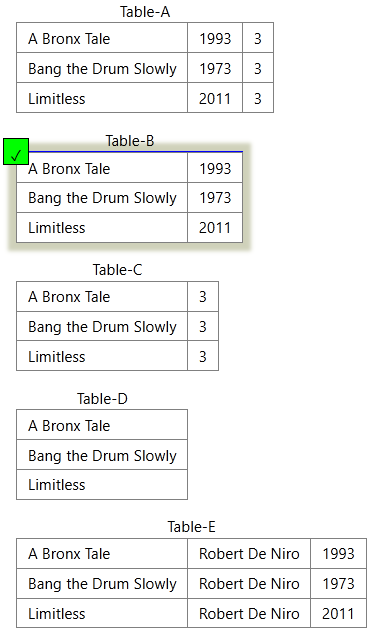 Table-A
A Bronx Tale 1993 3
Bang the Drum Slowly 1973 3
Limitless 2011 3
Table-B
A Bronx Tale 1993
Bang the Drum Slowly 1973
Limitless 2011
Table-C
A Bronx Tale 3
Bang the Drum Slowly 3
Limitless 3
Table-D
A Bronx Tale
Bang the Drum Slowly
Limitless
Table-E
A Bronx Tale Robert De Niro 1993
Bang the Drum Slowly Robert De Niro 1973
Limitless Robert De Niro 2011